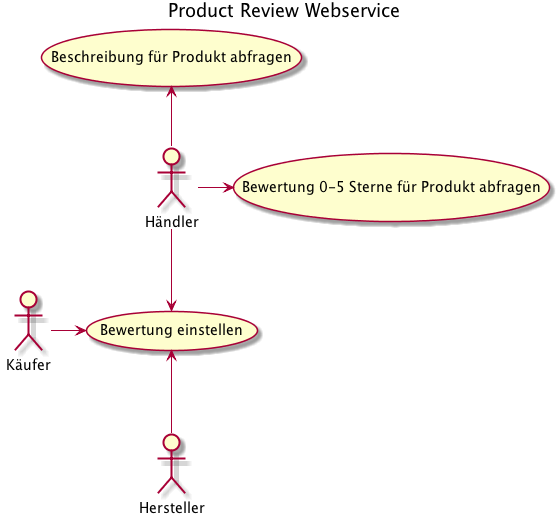 Product Review Webservice
Beschreibung für Produkt abfragen
Bewertung 0-5 Sterne für Produkt abfragen
Händler
Bewertung einstellen
Käufer
Hersteller